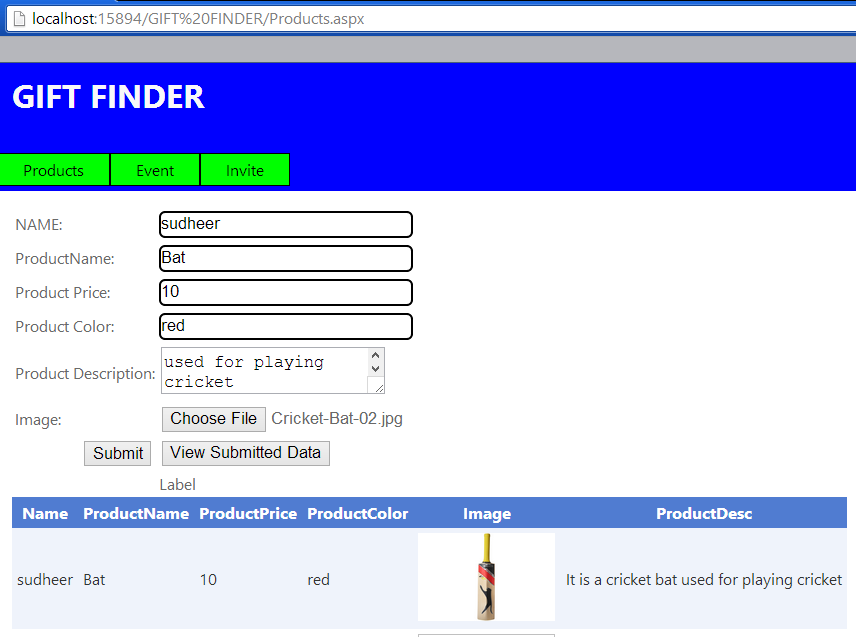 localhost:15894/GIFT%20FINDER/Products.aspx
GIFT FINDER
Products Event Invite
NAME: sudheer
ProductName: Bat
Product Price: 10
Product Color: red
Product Description: used for playing
cricket
Image: Choose File Cricket-Bat-02.jpg
Submit View Submitted Data
Label
Name ProductName ProductPrice ProductColor Image ProductDesc
sudheer Bat 10 red It is a cricket bat used for playing cricket